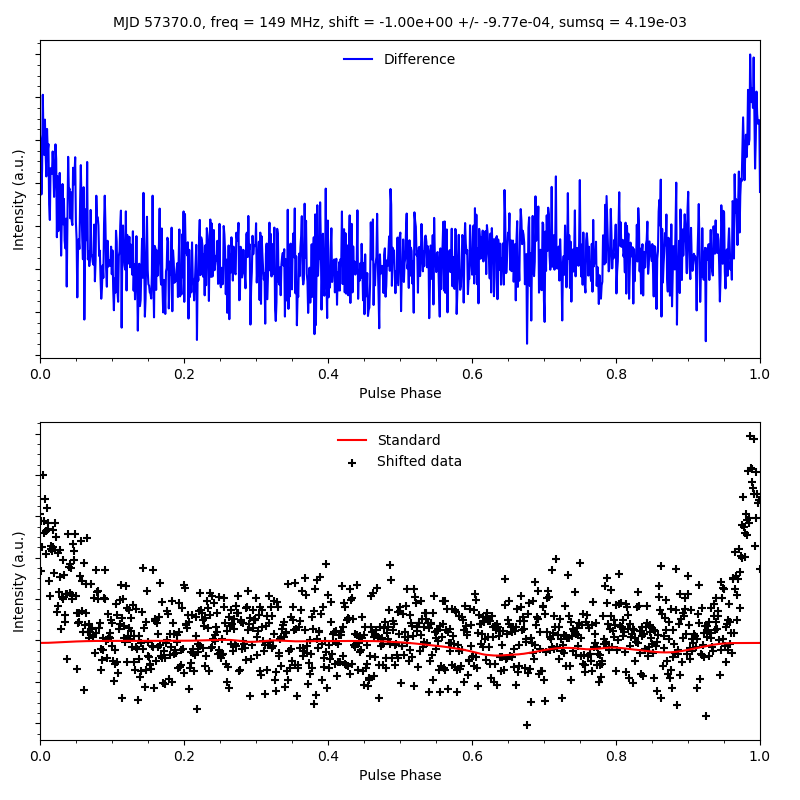 MJD 57370.0, freq = 149 MHz, shift = -1.00e+00 +/- -9.77e-04, sumsq = 4.19e-03
Difference
Intensity (a.u.)
0.0 0.2 0.4 0.6 0.8 1.0
Pulse Phase
Standard
Shifted data
Intensity (a.u.)
0.0 0.2 0.4 0.6 0.8 1.0
Pulse Phase